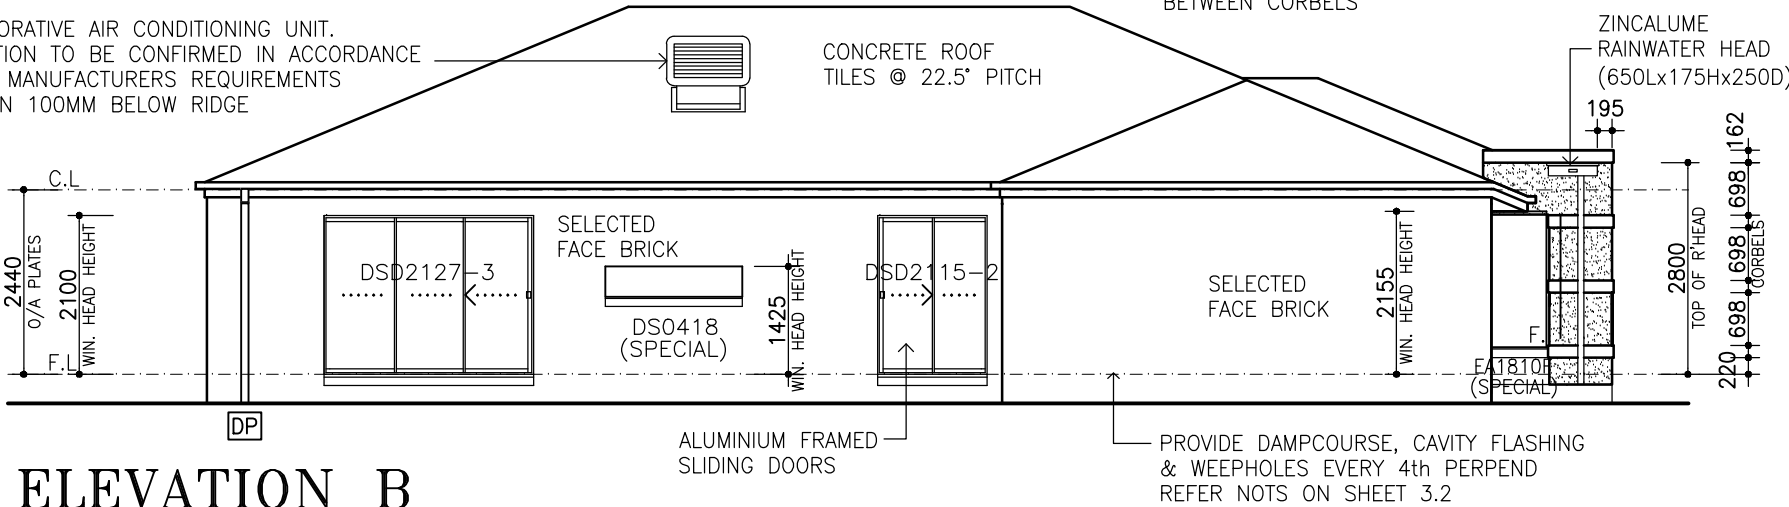 BETWEEN CORBELS
ORATIVE AIR CONDITIONING UNIT.
TION TO BE CONFIRMED IN ACCORDANCE
MANUFACTURERS REQUIREMENTS
N 100MM BELOW RIDGE
CONCRETE ROOF
TILES @ 22.5° PITCH
ZINCALUME
RAINWATER HEAD
(650Lx175Hx250D)
195
162
698
698
698
220
CORBELS
2800
TOP OF R'HEAD
C.L
F.L
2440
O/A PLATES
2100
WIN. HEAD HEIGHT
DSD2127-3
SELECTED
FACE BRICK
DS0418
(SPECIAL)
1425
WIN. HEAD HEIGHT
DSD2115-2
SELECTED
FACE BRICK
2155
WIN. HEAD HEIGHT
F.
EA1810F
(SPECIAL)
DP
ALUMINIUM FRAMED
SLIDING DOORS
PROVIDE DAMPCOURSE, CAVITY FLASHING
& WEEPHOLES EVERY 4th PERPEND
REFER NOTS ON SHEET 3.2
ELEVATION B